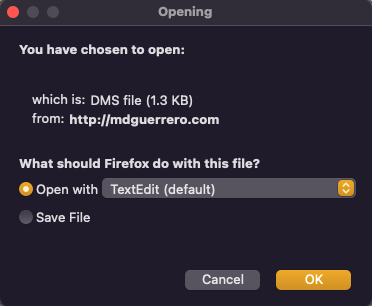 Opening
You have chosen to open:
which is: DMS file (1.3 KB)
from: http://mdguerrero.com
What should Firefox do with this file?
Open with TextEdit (default)
Save File
Cancel OK